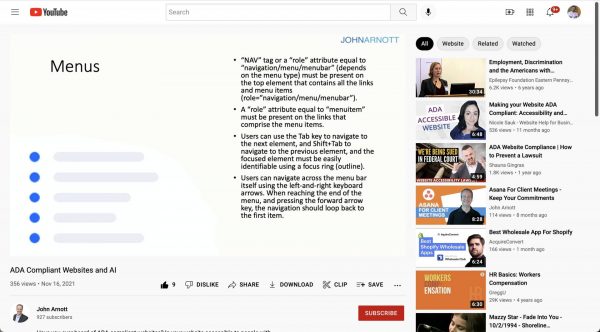 YouTube
Search
9+
JOHNARNOTT
Menus
• "NAV" tag or a "role" attribute equal to
"navigation/menu/menubar" (depends
on the menu type) must be present on
the top element that contains all the links
and menu items
(role="navigation/menu/menubar").
• A "role" attribute equal to "menuitem"
must be present on the links that
comprise the menu items.
• Users can use the Tab key to navigate to
the next element, and Shift+Tab to
navigate to the previous element, and the
focused element must be easily
identifiable using a focus ring (outline).
• Users can navigate across the menu bar
itself using the left-and-right keyboard
arrows. When reaching the end of the
menu, and pressing the forward arrow
key, the navigation should loop back to
the first item.
ADA Compliant Websites and AI
356 views • Nov 16, 2021
9
DISLIKE
SHARE
DOWNLOAD
CLIP
SAVE
John Arnott
927 subscribers
SUBSCRIBE
All
Website
Related
Watched
30:34
Employment, Discrimination
and the Americans with...
Epilepsy Foundation Eastern Pennsy...
6.2K views • 6 years ago
ADA
ACCESSIBLE
WEBSITE
6:48
Making your Website ADA
Compliant: Accessibility and...
Nicole Sauk - Website Help for Busin...
536 views • 11 months ago
WE'RE BEING SUED
IN FEDERAL COURT
WEBSITE ACCESSIBILITY LAWS
4:59
ADA Website Compliance | How
to Prevent a Lawsuit
Shauna Gingras
1.8K views • 1 year ago
ASANA
FOR CLIENT
MEETINGS
8:28
Asana For Client Meetings -
Keep Your Commitments
John Arnott
114 views • 8 months ago
AcquireConvert
Best
Shopify
Wholesale
Apps
Wholesale Club
6:24
Best Wholesale App For Shopify
AcquireConvert
166 views • 1 month ago
WORKERS
ENSATION
6:30
HR Basics: Workers
Compensation
GreggU
29K views • 4 years ago
Mazzy Star - Fade Into You -
10/2/1994 - Shoreline...